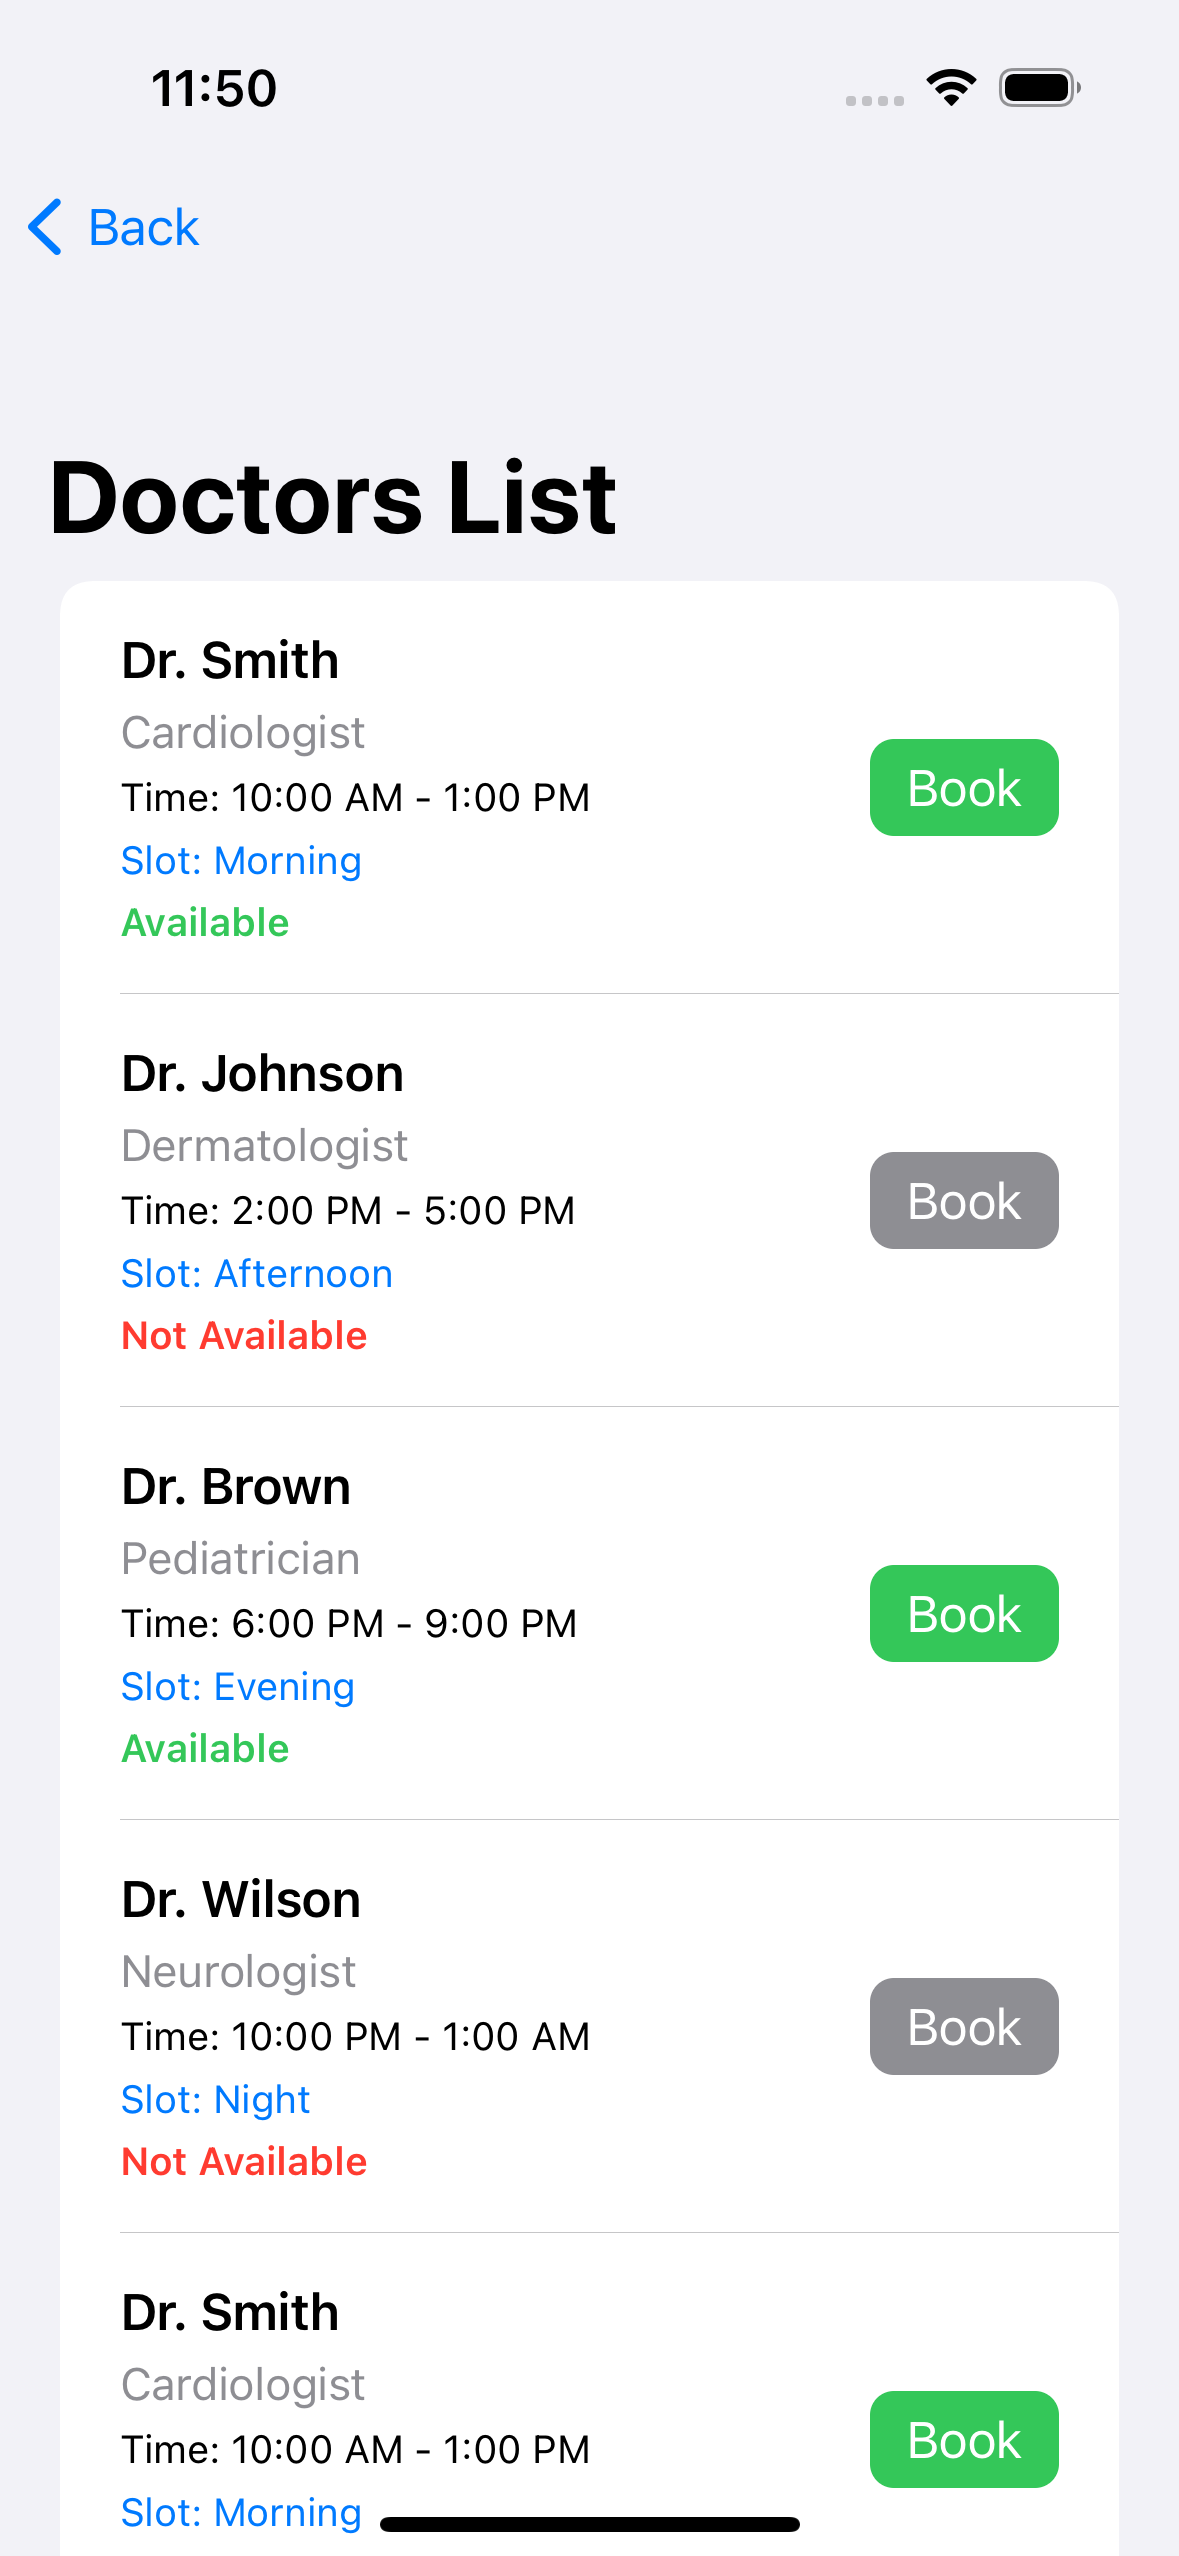 11:50
Back
Doctors List
Dr. Smith
Cardiologist
Time: 10:00 AM - 1:00 PM
Slot: Morning
Available
Book
Dr. Johnson
Dermatologist
Time: 2:00 PM - 5:00 PM
Slot: Afternoon
Not Available
Book
Dr. Brown
Pediatrician
Time: 6:00 PM - 9:00 PM
Slot: Evening
Available
Book
Dr. Wilson
Neurologist
Time: 10:00 PM - 1:00 AM
Slot: Night
Not Available
Book
Dr. Smith
Cardiologist
Time: 10:00 AM - 1:00 PM
Slot: Morning
Book